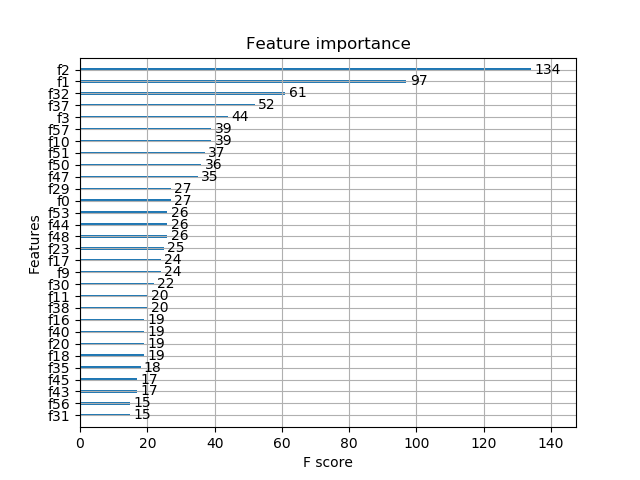 Feature importance
Features
f2 134
f1 97
f32 61
f37 52
f3 44
f57 39
f10 39
f51 37
f50 36
f47 35
f29 27
f0 27
f53 26
f44 26
f48 26
f23 25
f17 24
f9 24
f30 22
f11 20
f38 20
f16 19
f40 19
f20 19
f18 19
f35 18
f45 17
f43 17
f56 15
f31 15
0 20 40 60 80 100 120 140
F score